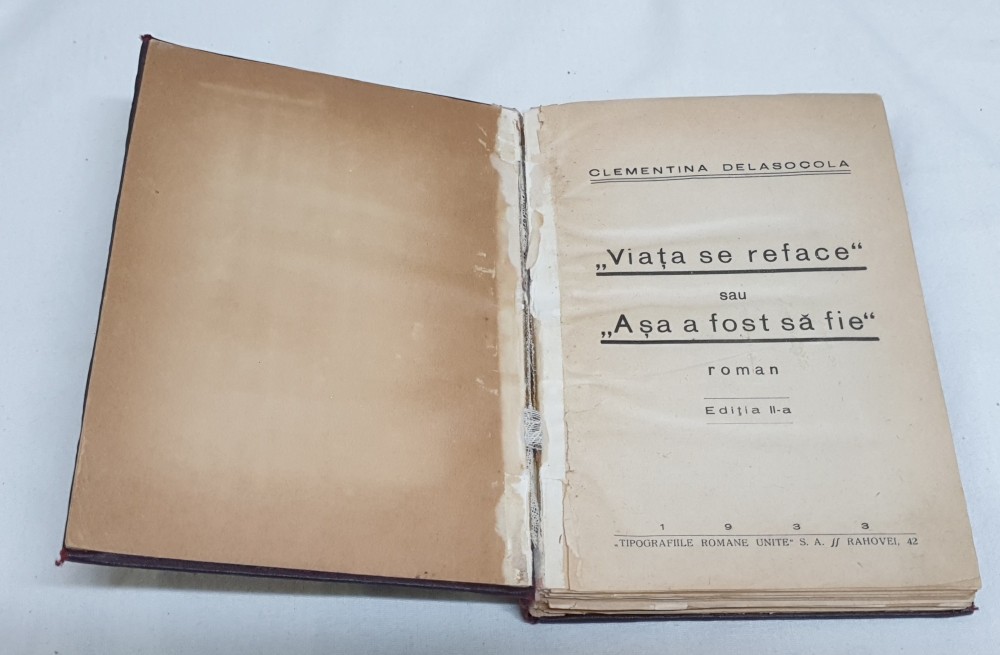 CLEMENTINA DELASOCOLA
„Viața se reface“
sau
„Așa a fost să fie“
roman
Ediția II-a
1 9 3 3
„TIPOGRAFIILE ROMANE UNITE“ S. A. // RAHOVEI, 42